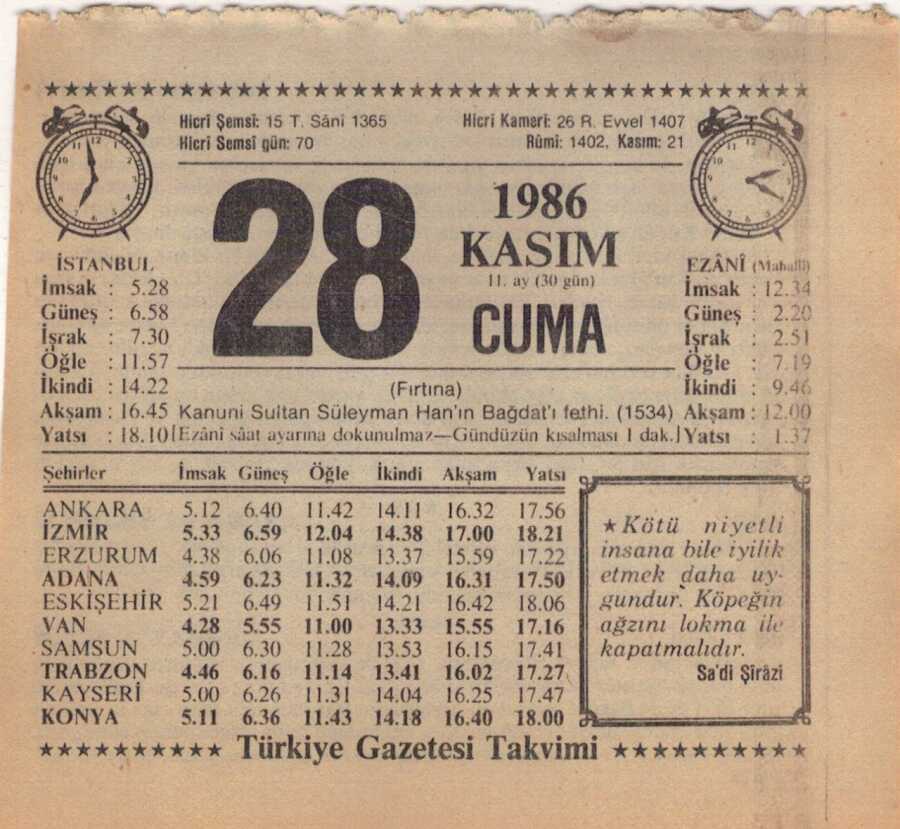 Hicrî Şemsî: 15 T. Sâni 1365
Hicrî Semsî gün: 70
Hicri Kamerî: 26 R. Evvel 1407
Rûmi: 1402, Kasım: 21
28
1986
KASIM
11. ay (30 gün)
CUMA
İSTANBUL
İmsak : 5.28
Güneş : 6.58
İşrak : 7.30
Öğle : 11.57
İkindi : 14.22
Akşam : 16.45
Yatsı : 18.10
EZÂNÎ (Mahallî)
İmsak : 12.34
Güneş : 2.20
İşrak : 2.51
Öğle : 7.19
İkindi : 9.46
Akşam : 12.00
Yatsı : 1.37
(Fırtına)
Kanuni Sultan Süleyman Han'ın Bağdat'ı fethi. (1534)
[Ezânî sâat ayarına dokunulmaz—Gündüzün kısalması 1 dak.]
Şehirler İmsak Güneş Öğle İkindi Akşam Yatsı
ANKARA 5.12 6.40 11.42 14.11 16.32 17.56
İZMİR 5.33 6.59 12.04 14.38 17.00 18.21
ERZURUM 4.38 6.06 11.08 13.37 15.59 17.22
ADANA 4.59 6.23 11.32 14.09 16.31 17.50
ESKİŞEHİR 5.21 6.49 11.51 14.21 16.42 18.06
VAN 4.28 5.55 11.00 13.33 15.55 17.16
SAMSUN 5.00 6.30 11.28 13.53 16.15 17.41
TRABZON 4.46 6.16 11.14 13.41 16.02 17.27
KAYSERİ 5.00 6.26 11.31 14.04 16.25 17.47
KONYA 5.11 6.36 11.43 14.18 16.40 18.00
★ Kötü niyetli
insana bile iyilik
etmek daha uy-
gundur. Köpeğin
ağzını lokma ile
kapatmalıdır.
Sa'di Şirâzi
★★★★★★★★★★ Türkiye Gazetesi Takvimi ★★★★★★★★★★